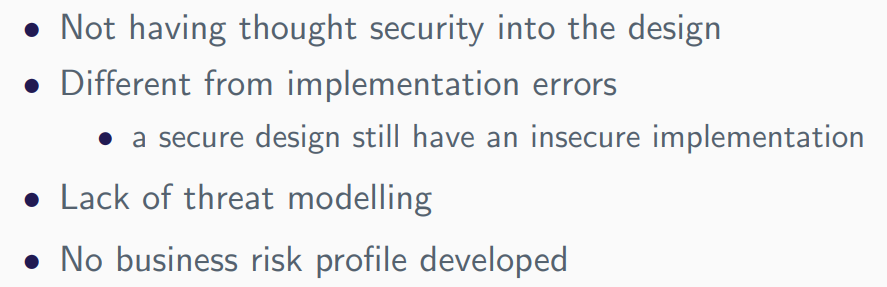 • Not having thought security into the design
• Different from implementation errors
• a secure design still have an insecure implementation
• Lack of threat modelling
• No business risk profile developed